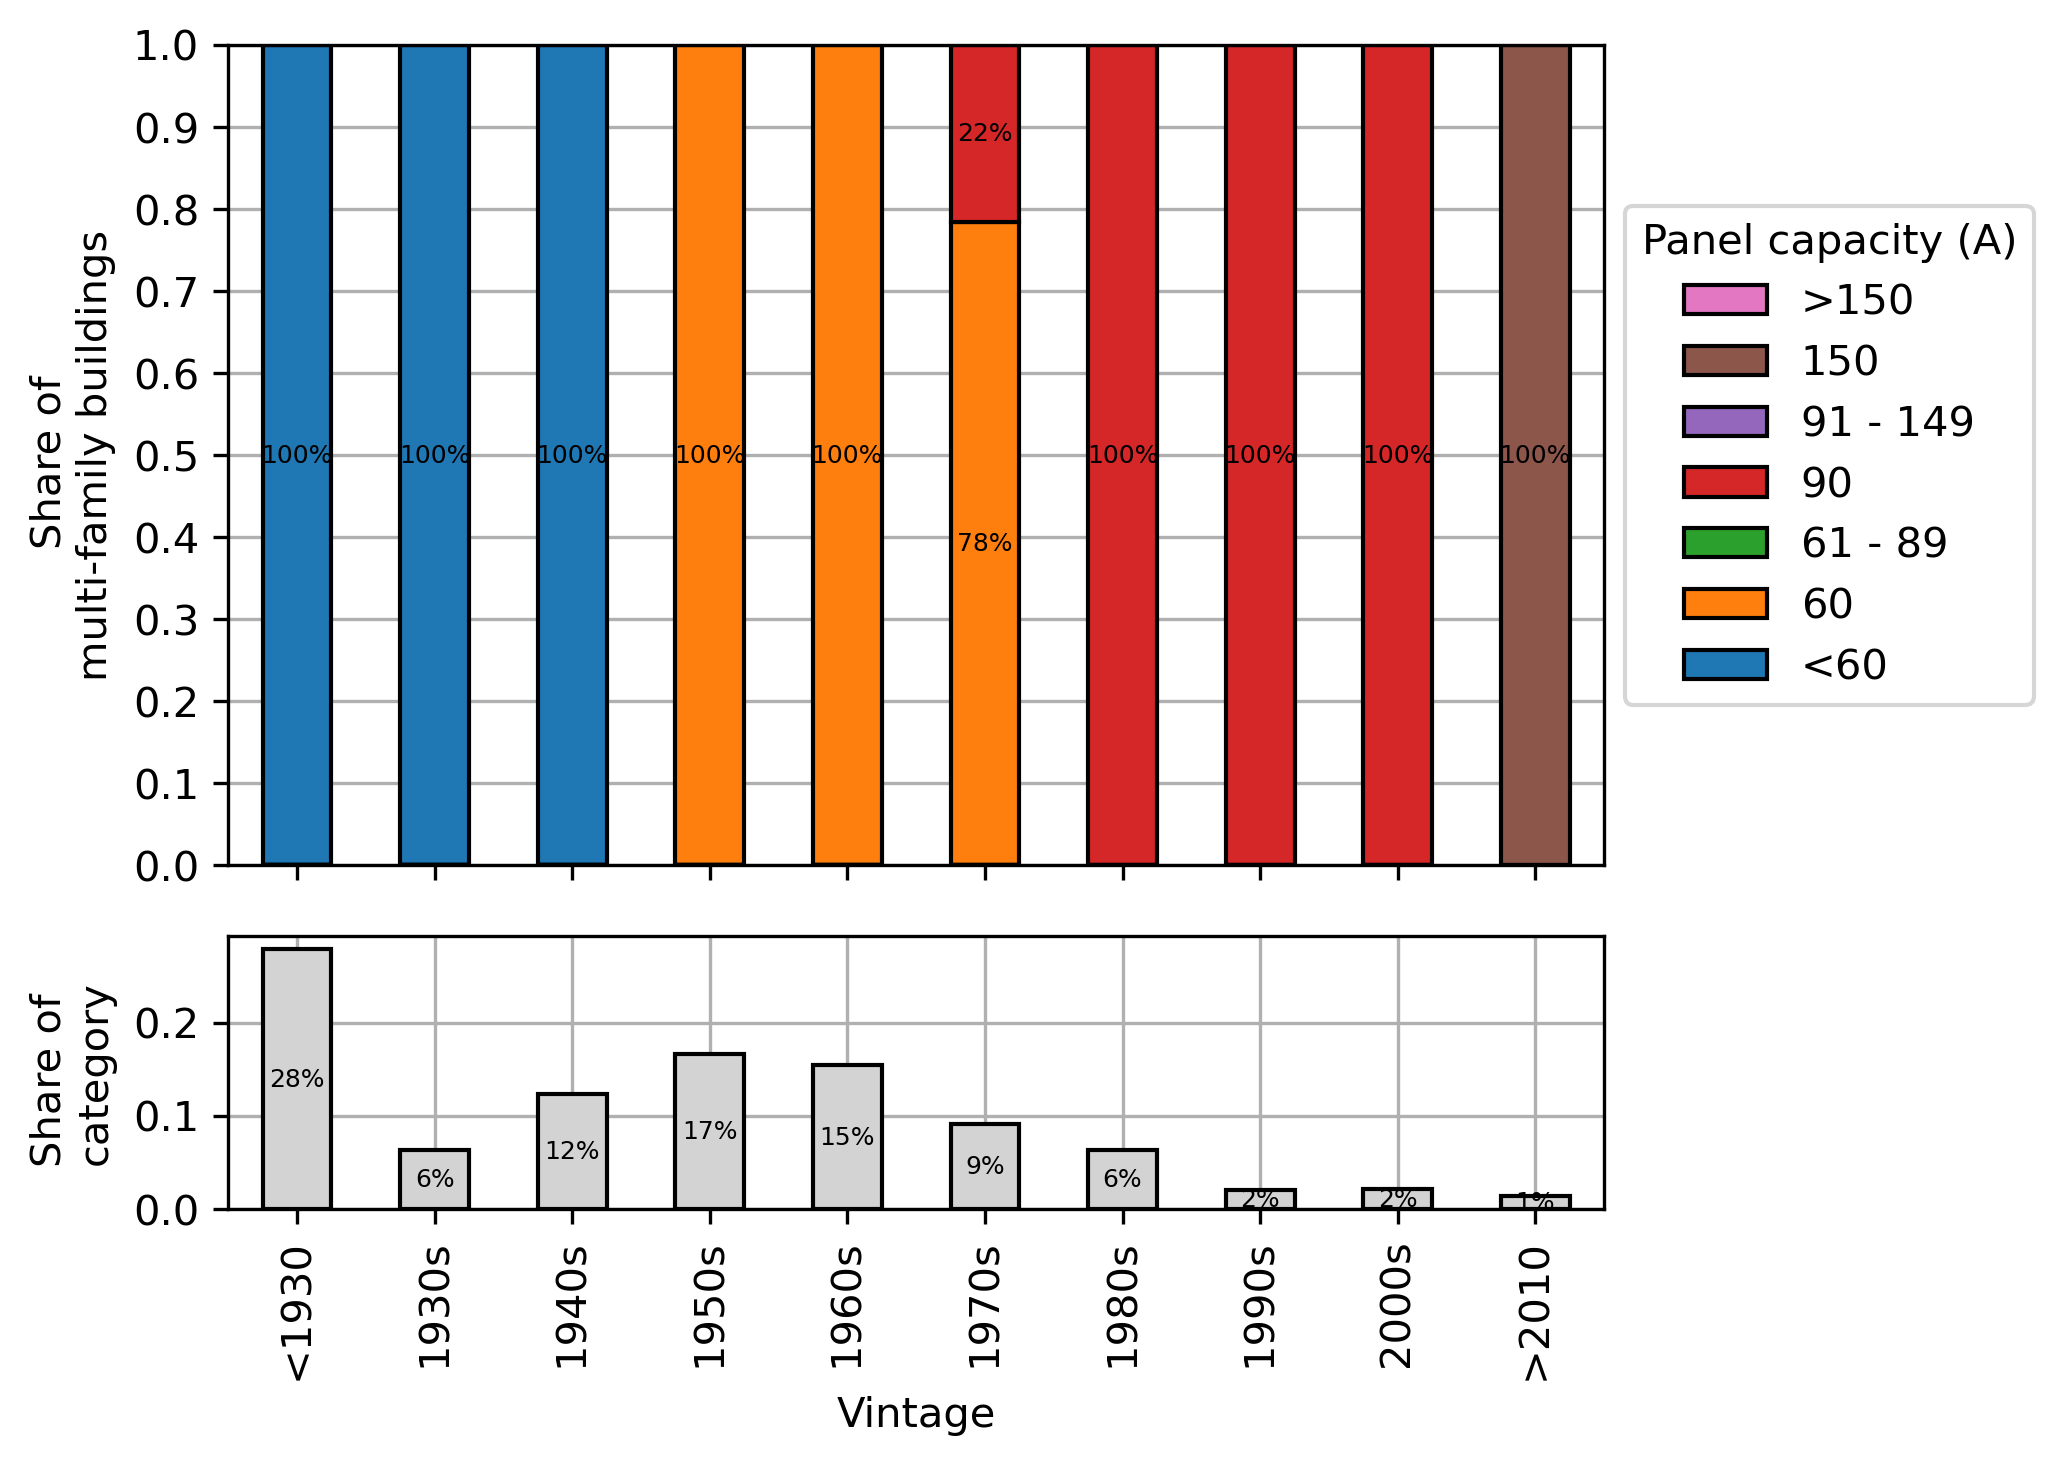 1.0
0.9
0.8
0.7
0.6
0.5
0.4
0.3
0.2
0.1
0.0
Share of
multi-family buildings
100%
100%
100%
100%
100%
22%
78%
100%
100%
100%
100%
Panel capacity (A)
>150
150
91 - 149
90
61 - 89
60
<60
0.2
0.1
0.0
Share of
category
28%
6%
12%
17%
15%
9%
6%
2%
2%
1%
<1930
1930s
1940s
1950s
1960s
1970s
1980s
1990s
2000s
>2010
Vintage